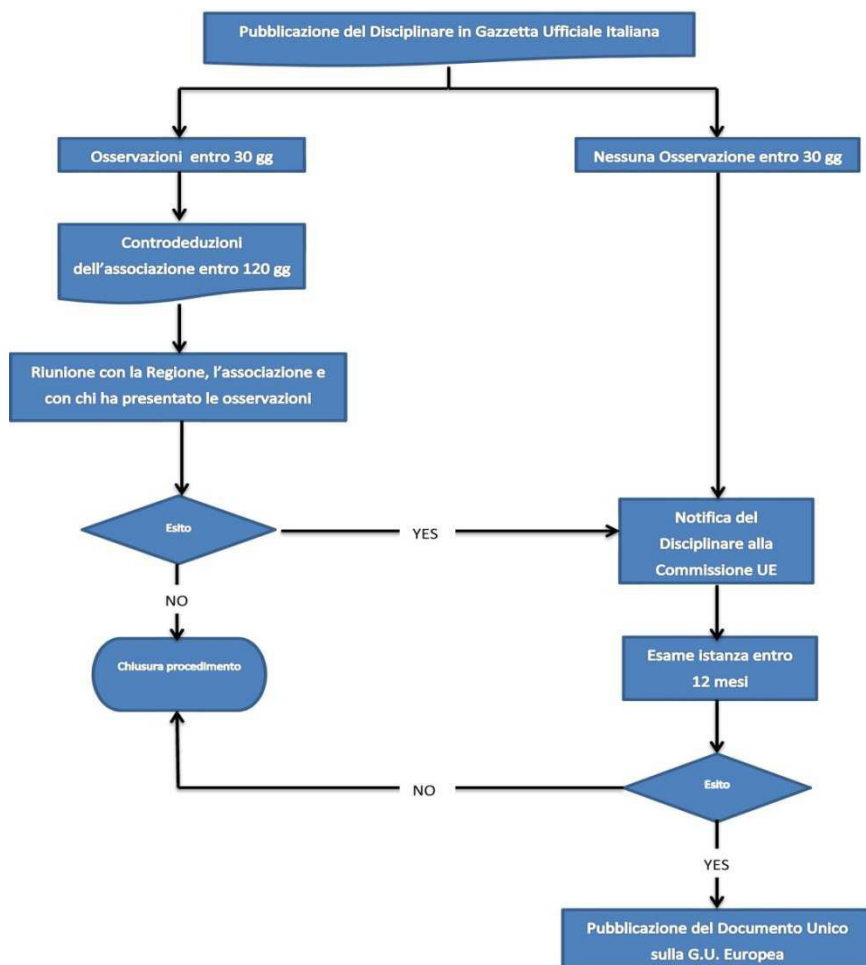 Pubblicazione del Disciplinare in Gazzetta Ufficiale Italiana
Osservazioni entro 30 gg
Nessuna Osservazione entro 30 gg
Controdeduzioni
dell'associazione entro 120 gg
Riunione con la Regione, l'associazione e
con chi ha presentato le osservazioni
Esito
YES
Notifica del
Disciplinare alla
Commissione UE
NO
Chiusura procedimento
Esame istanza entro
12 mesi
Esito
NO
YES
Pubblicazione del Documento Unico
sulla G.U. Europea